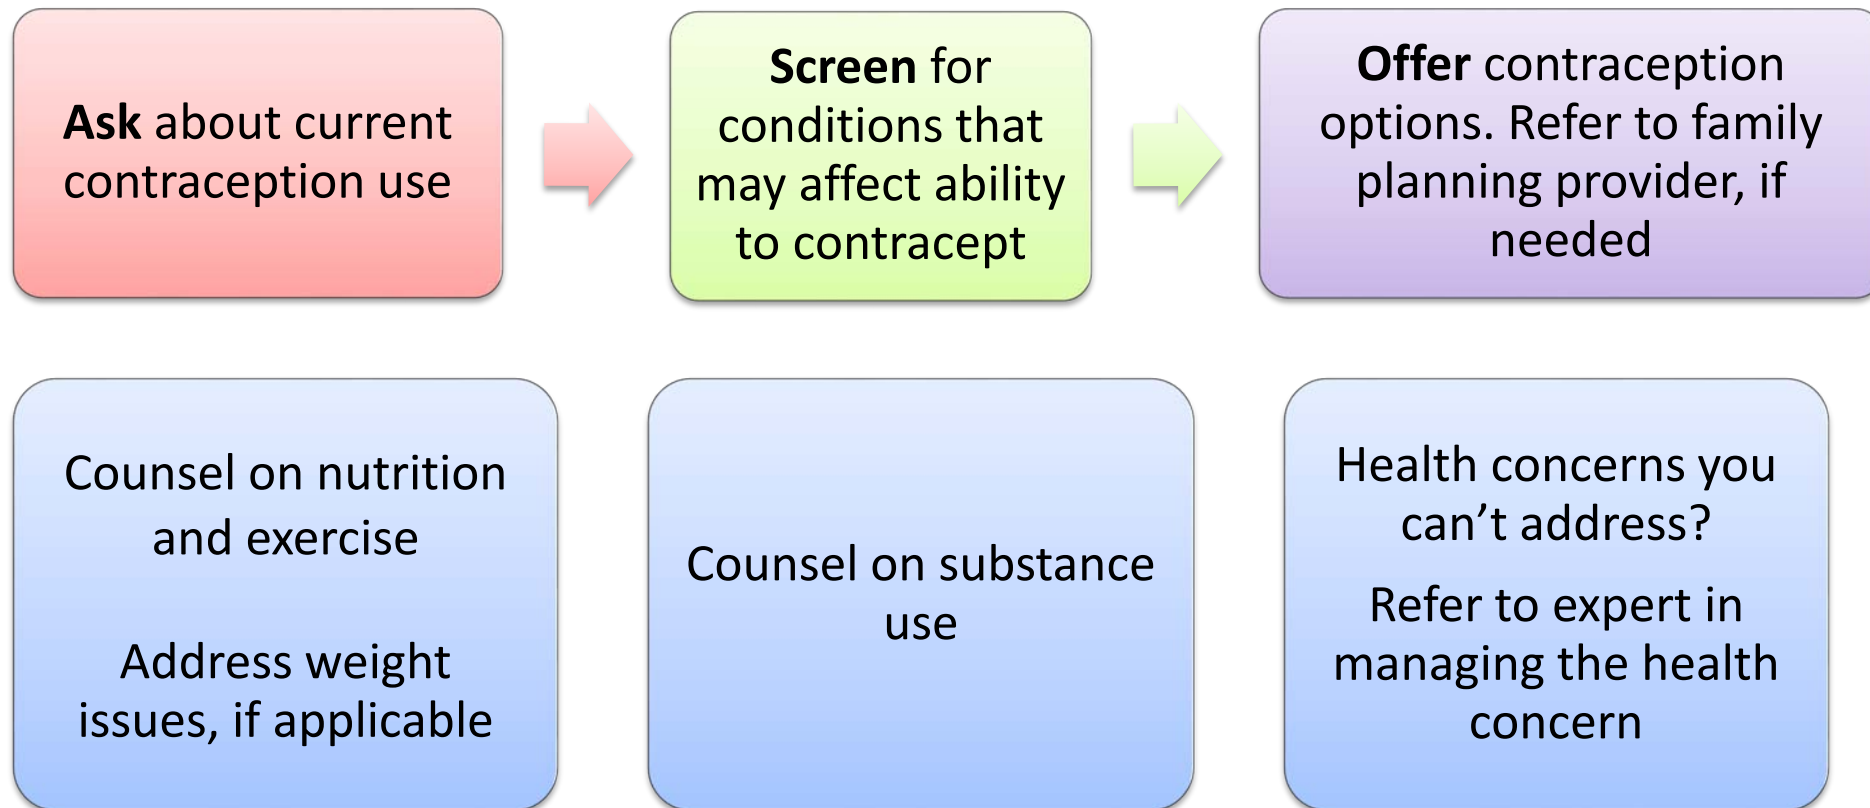 Ask about current
contraception use
Screen for
conditions that
may affect ability
to contracept
Offer contraception
options. Refer to family
planning provider, if
needed
Counsel on nutrition
and exercise
Address weight
issues, if applicable
Counsel on substance
use
Health concerns you
can’t address?
Refer to expert in
managing the health
concern